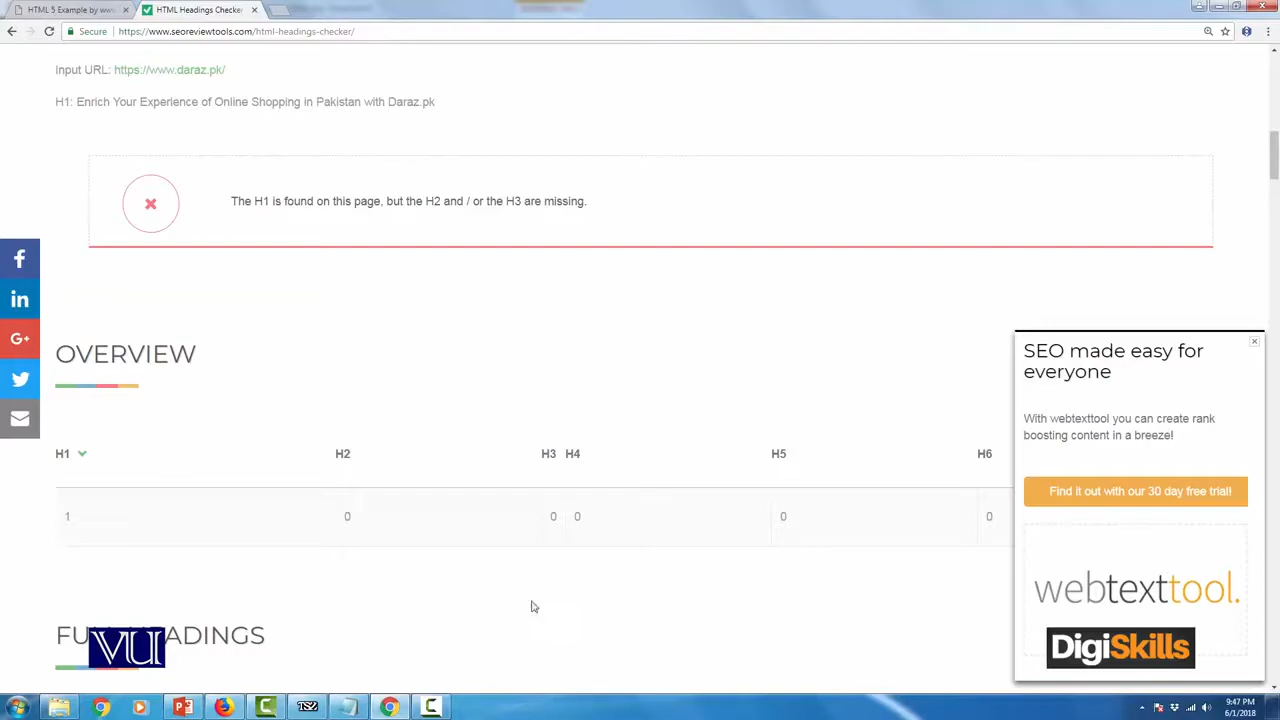 HTML 5 Example by ww
HTML Headings Checker
Secure
https://www.seoreviewtools.com/html-headings-checker/
Input URL: https://www.daraz.pk/
H1: Enrich Your Experience of Online Shopping in Pakistan with Daraz.pk
The H1 is found on this page, but the H2 and / or the H3 are missing.
OVERVIEW
H1 H2 H3 H4 H5 H6
1 0 0 0 0 0
VU
HEADINGS
SEO made easy for
everyone
With webtexttool you can create rank
boosting content in a breeze!
Find it out with our 30 day free trial!
webtexttool.
DigiSkills
9:47 PM
6/1/2018